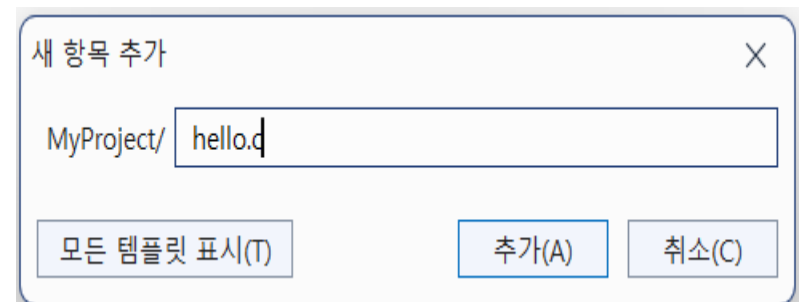 새 항목 추가
MyProject/ hello.c
모든 템플릿 표시(T) 추가(A) 취소(C)